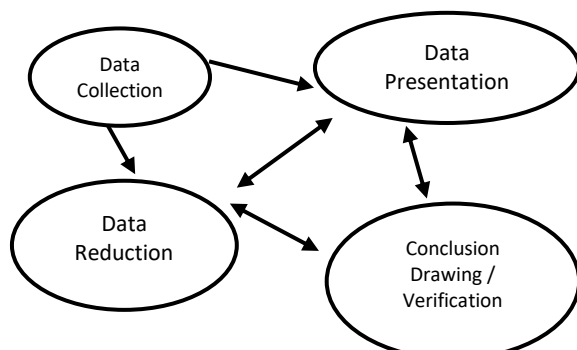 Data
Collection
Data
Presentation
Data
Reduction
Conclusion
Drawing /
Verification